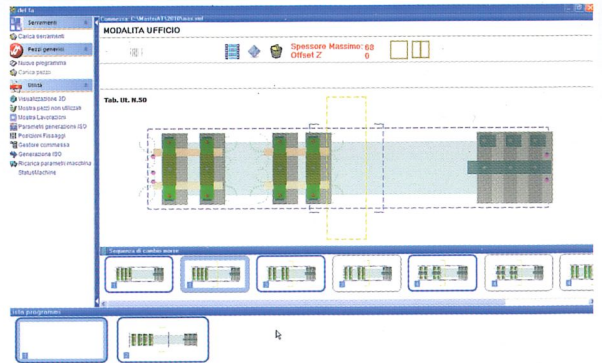 Serramenti
Carica serramenti
Pezzi generici
Nuovo programma
Carica pezzi
Utilità
Visualizzazione 3D
Mostra pezzi non utilizzati
Mostra Lavorazioni
Parametri generazione ISO
Posizioni Fissaggi
Gestore commessa
Generazione ISO
Ricarica parametri macchina
StatusMachine
MODALITA UFFICIO
Spessore Massimo: 68
Offset Z 0
Tab. Ut. N.50
Sequenza di cambio morse
lista programmi